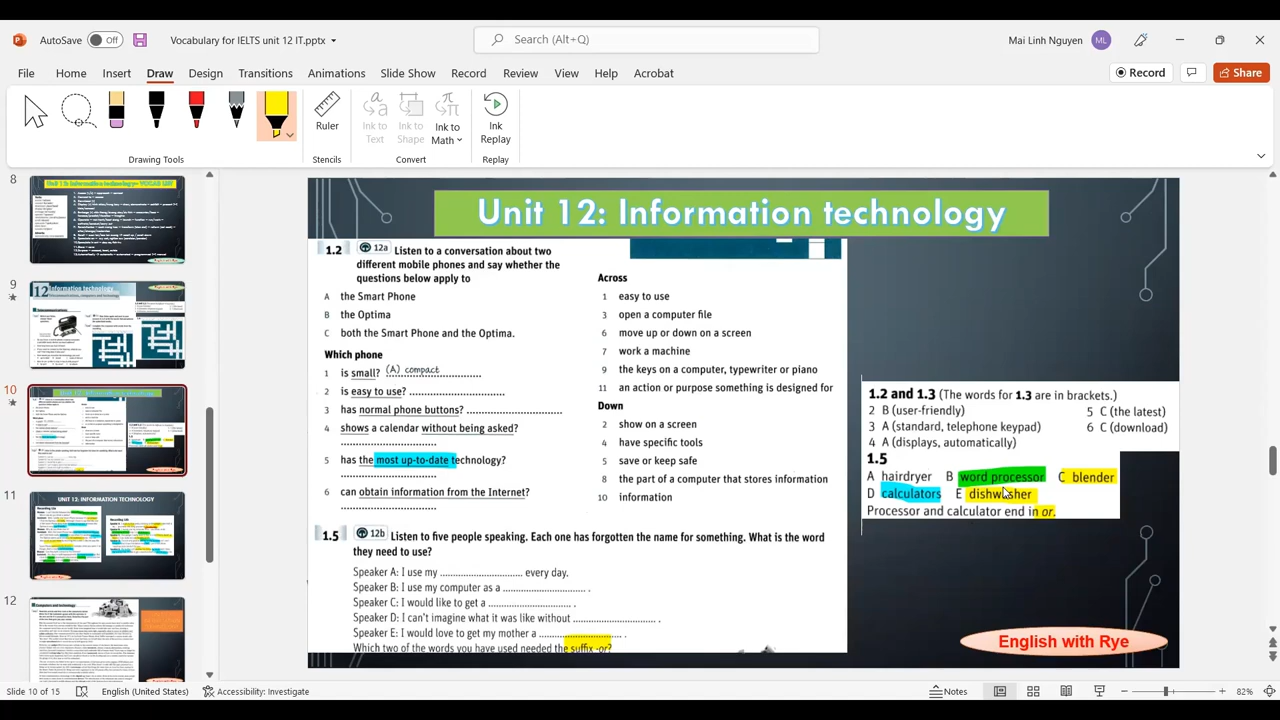 AutoSave Off Vocabulary for IELTS unit 12 IT.pptx Search (Alt+Q) Mai Linh Nguyen ML
File Home Insert Draw Design Transitions Animations Slide Show Record Review View Help Acrobat Record Share
Ruler Ink to Text Ink to Shape Ink to Math Ink Replay
Drawing Tools Stencils Convert Replay
8
9
10
11
12
UNIT 12: INFORMATION TECHNOLOGY
Unit 12: Information technology
1.2 12a Listen to a conversation about two
different mobile phones and say whether the
questions below apply to
A the Smart Phone
B the Optima
C both the Smart Phone and the Optima.
Which phone
1 is small? (A) compact
2 is easy to use?
3 has normal phone buttons?
4 shows a calendar without being asked?
5 has the most up-to-date technology?
6 can obtain information from the Internet?
Across
1 easy to use
3 open a computer file
6 move up or down on a screen
7 work a machine
9 the keys on a computer, typewriter or piano
11 an action or purpose something is designed for
Down
2 show on a screen
4 have specific tools
5 save or keep safe
8 the part of a computer that stores information
10 information
1.5 12b Listen to five people speaking. Each one has forgotten the name for something. What is the word
they need to use?
Speaker A: I use my .............................. every day.
Speaker B: I use my computer as a .............................. .
Speaker C: I would like to get a .............................. .
Speaker D: I can't imagine what it was like without .............................. .
Speaker E: I would love to
suffix -or?
1.2 and 1.3 (The words for 1.3 are in brackets.)
2 B (user-friendly) 5 C (the latest)
3 A (standard, telephone keypad) 6 C (download)
4 A (displays, automatically)
1.5
A hairdryer B word processor C blender
D calculators E dishwasher
Processor and calculator end in or.
English with Rye
Slide 10 of 15 English (United States) Accessibility: Investigate Notes 82%